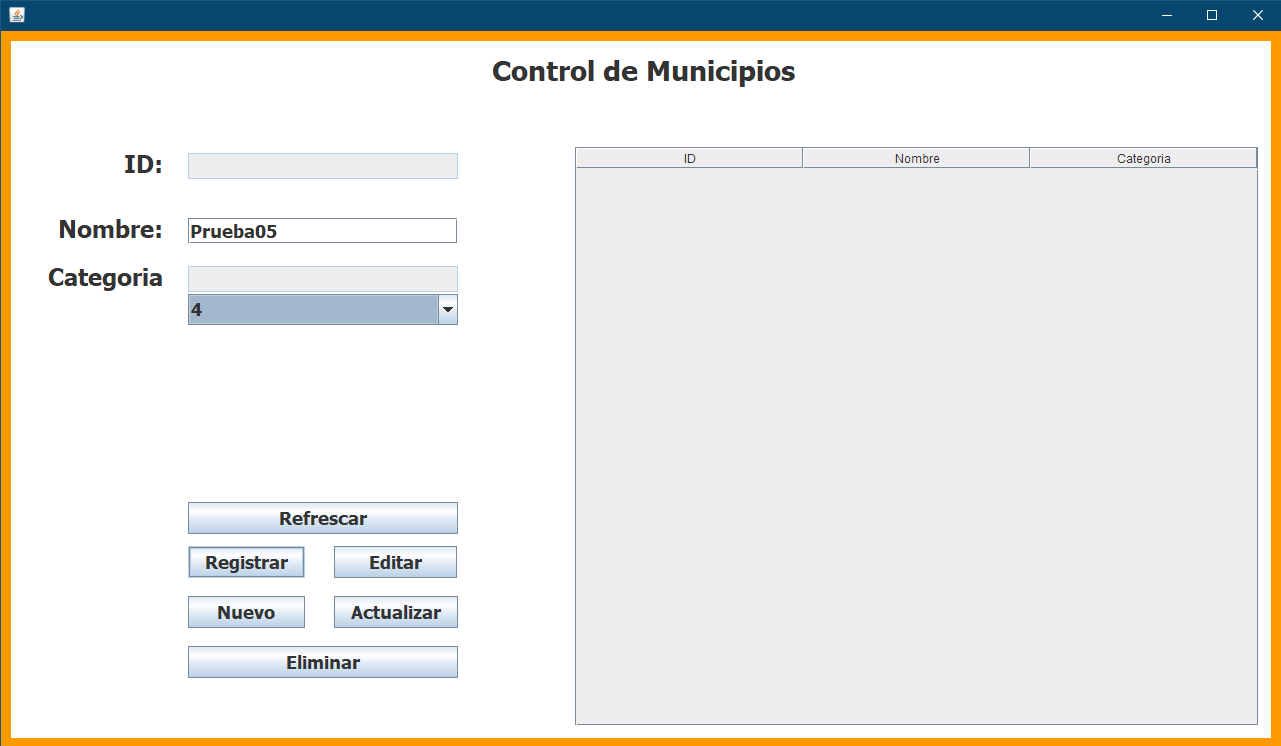 Control de Municipios
ID:
Nombre: Prueba05
Categoria
4
Refrescar
Registrar Editar
Nuevo Actualizar
Eliminar
ID Nombre Categoria